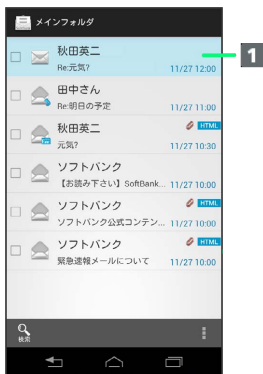 メインフォルダ
秋田英二
Re:元気?
11/27 12:00
1
田中さん
Re:明日の予定
11/27 11:00
秋田英二
HTML
元気?
11/27 10:30
ソフトバンク
【お読み下さい】SoftBank...
11/27 10:00
ソフトバンク
HTML
ソフトバンク公式コンテン...
11/27 10:00
ソフトバンク
HTML
緊急速報メールについて
11/27 10:00
検索